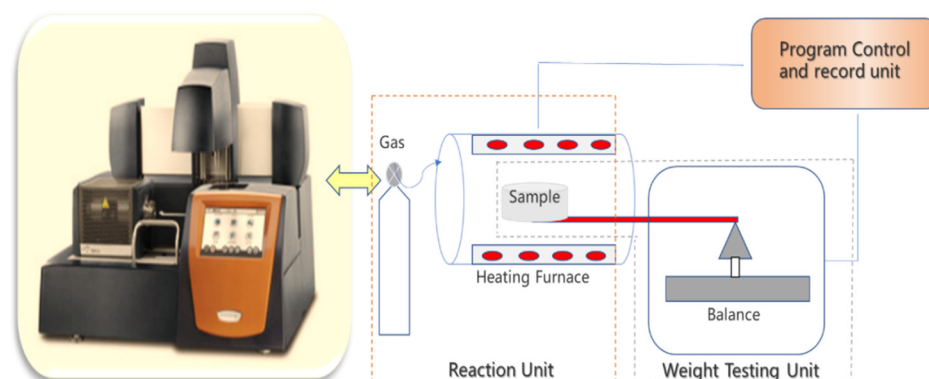 Program Control
and record unit
Gas
Sample
Heating Furnace
Balance
Reaction Unit
Weight Testing Unit